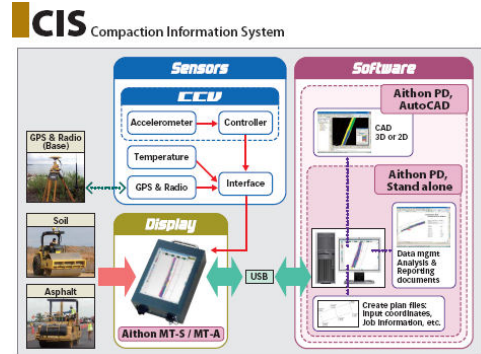 CIS Compaction Information System
Sensors
CCV
Accelerometer
Controller
Temperature
GPS & Radio
Interface
GPS & Radio
(Base)
Soil
Asphalt
Display
Aithon MT-S / MT-A
USB
Software
Aithon PD,
AutoCAD
CAD
3D or 2D
Aithon PD,
Stand alone
Data mgmt
Analysis &
Reporting
documents
Create plan files:
Input coordinates,
Job information, etc.